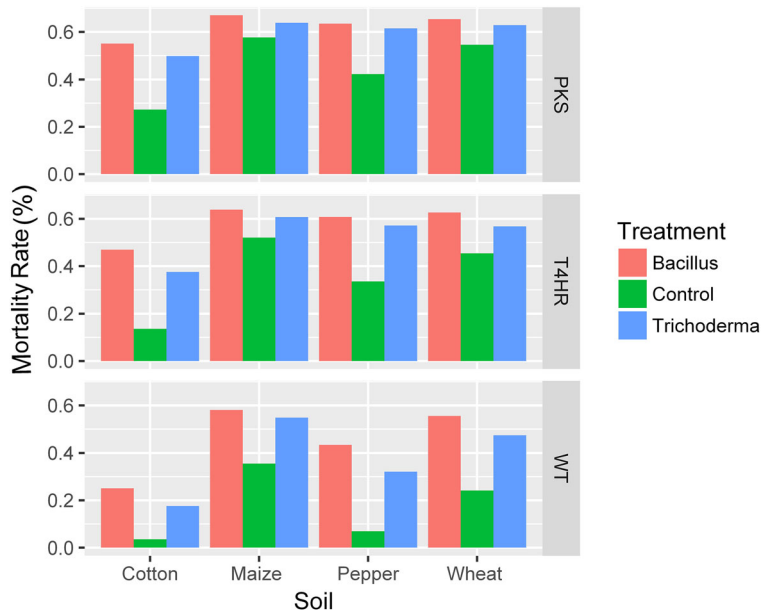 Mortality Rate (%)
0.6
0.4
0.2
0.0
PKS
0.6
0.4
0.2
0.0
T4HR
0.6
0.4
0.2
0.0
WT
Cotton Maize Pepper Wheat
Soil
Treatment
Bacillus
Control
Trichoderma